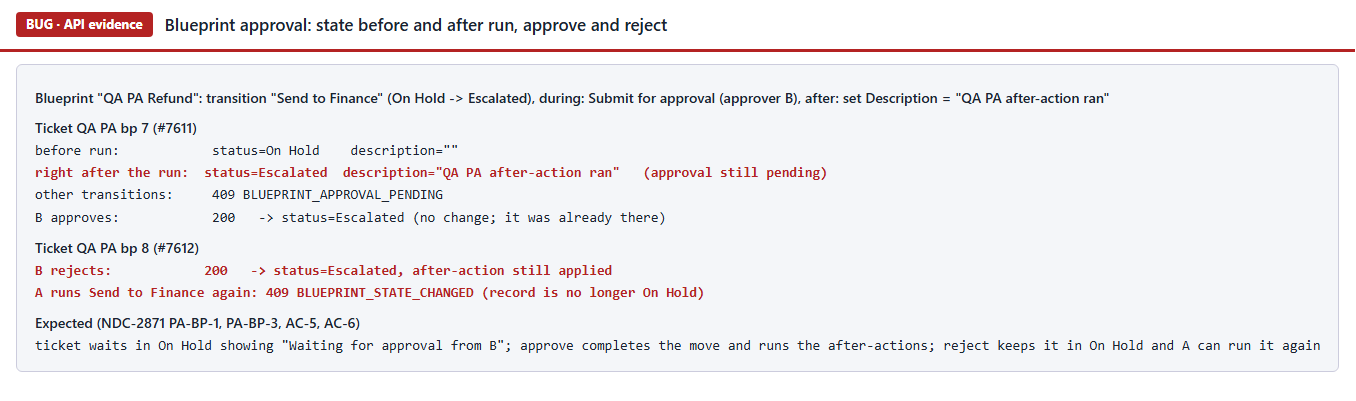 BUG · API evidence Blueprint approval: state before and after run, approve and reject
Blueprint "QA PA Refund": transition "Send to Finance" (On Hold -> Escalated), during: Submit for approval (approver B), after: set Description = "QA PA after-action ran"
Ticket QA PA bp 7 (#7611)
before run: status=On Hold description=""
right after the run: status=Escalated description="QA PA after-action ran" (approval still pending)
other transitions: 409 BLUEPRINT_APPROVAL_PENDING
B approves: 200 -> status=Escalated (no change; it was already there)
Ticket QA PA bp 8 (#7612)
B rejects: 200 -> status=Escalated, after-action still applied
A runs Send to Finance again: 409 BLUEPRINT_STATE_CHANGED (record is no longer On Hold)
Expected (NDC-2871 PA-BP-1, PA-BP-3, AC-5, AC-6)
ticket waits in On Hold showing "Waiting for approval from B"; approve completes the move and runs the after-actions; reject keeps it in On Hold and A can run it again